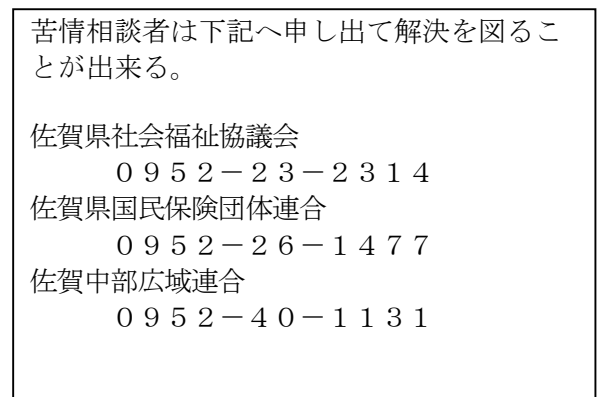 苦情相談者は下記へ申し出て解決を図るこ
とが出来る。
佐賀県社会福祉協議会
０９５２－２３－２３１４
佐賀県国民保険団体連合
０９５２－２６－１４７７
佐賀中部広域連合
０９５２－４０－１１３１